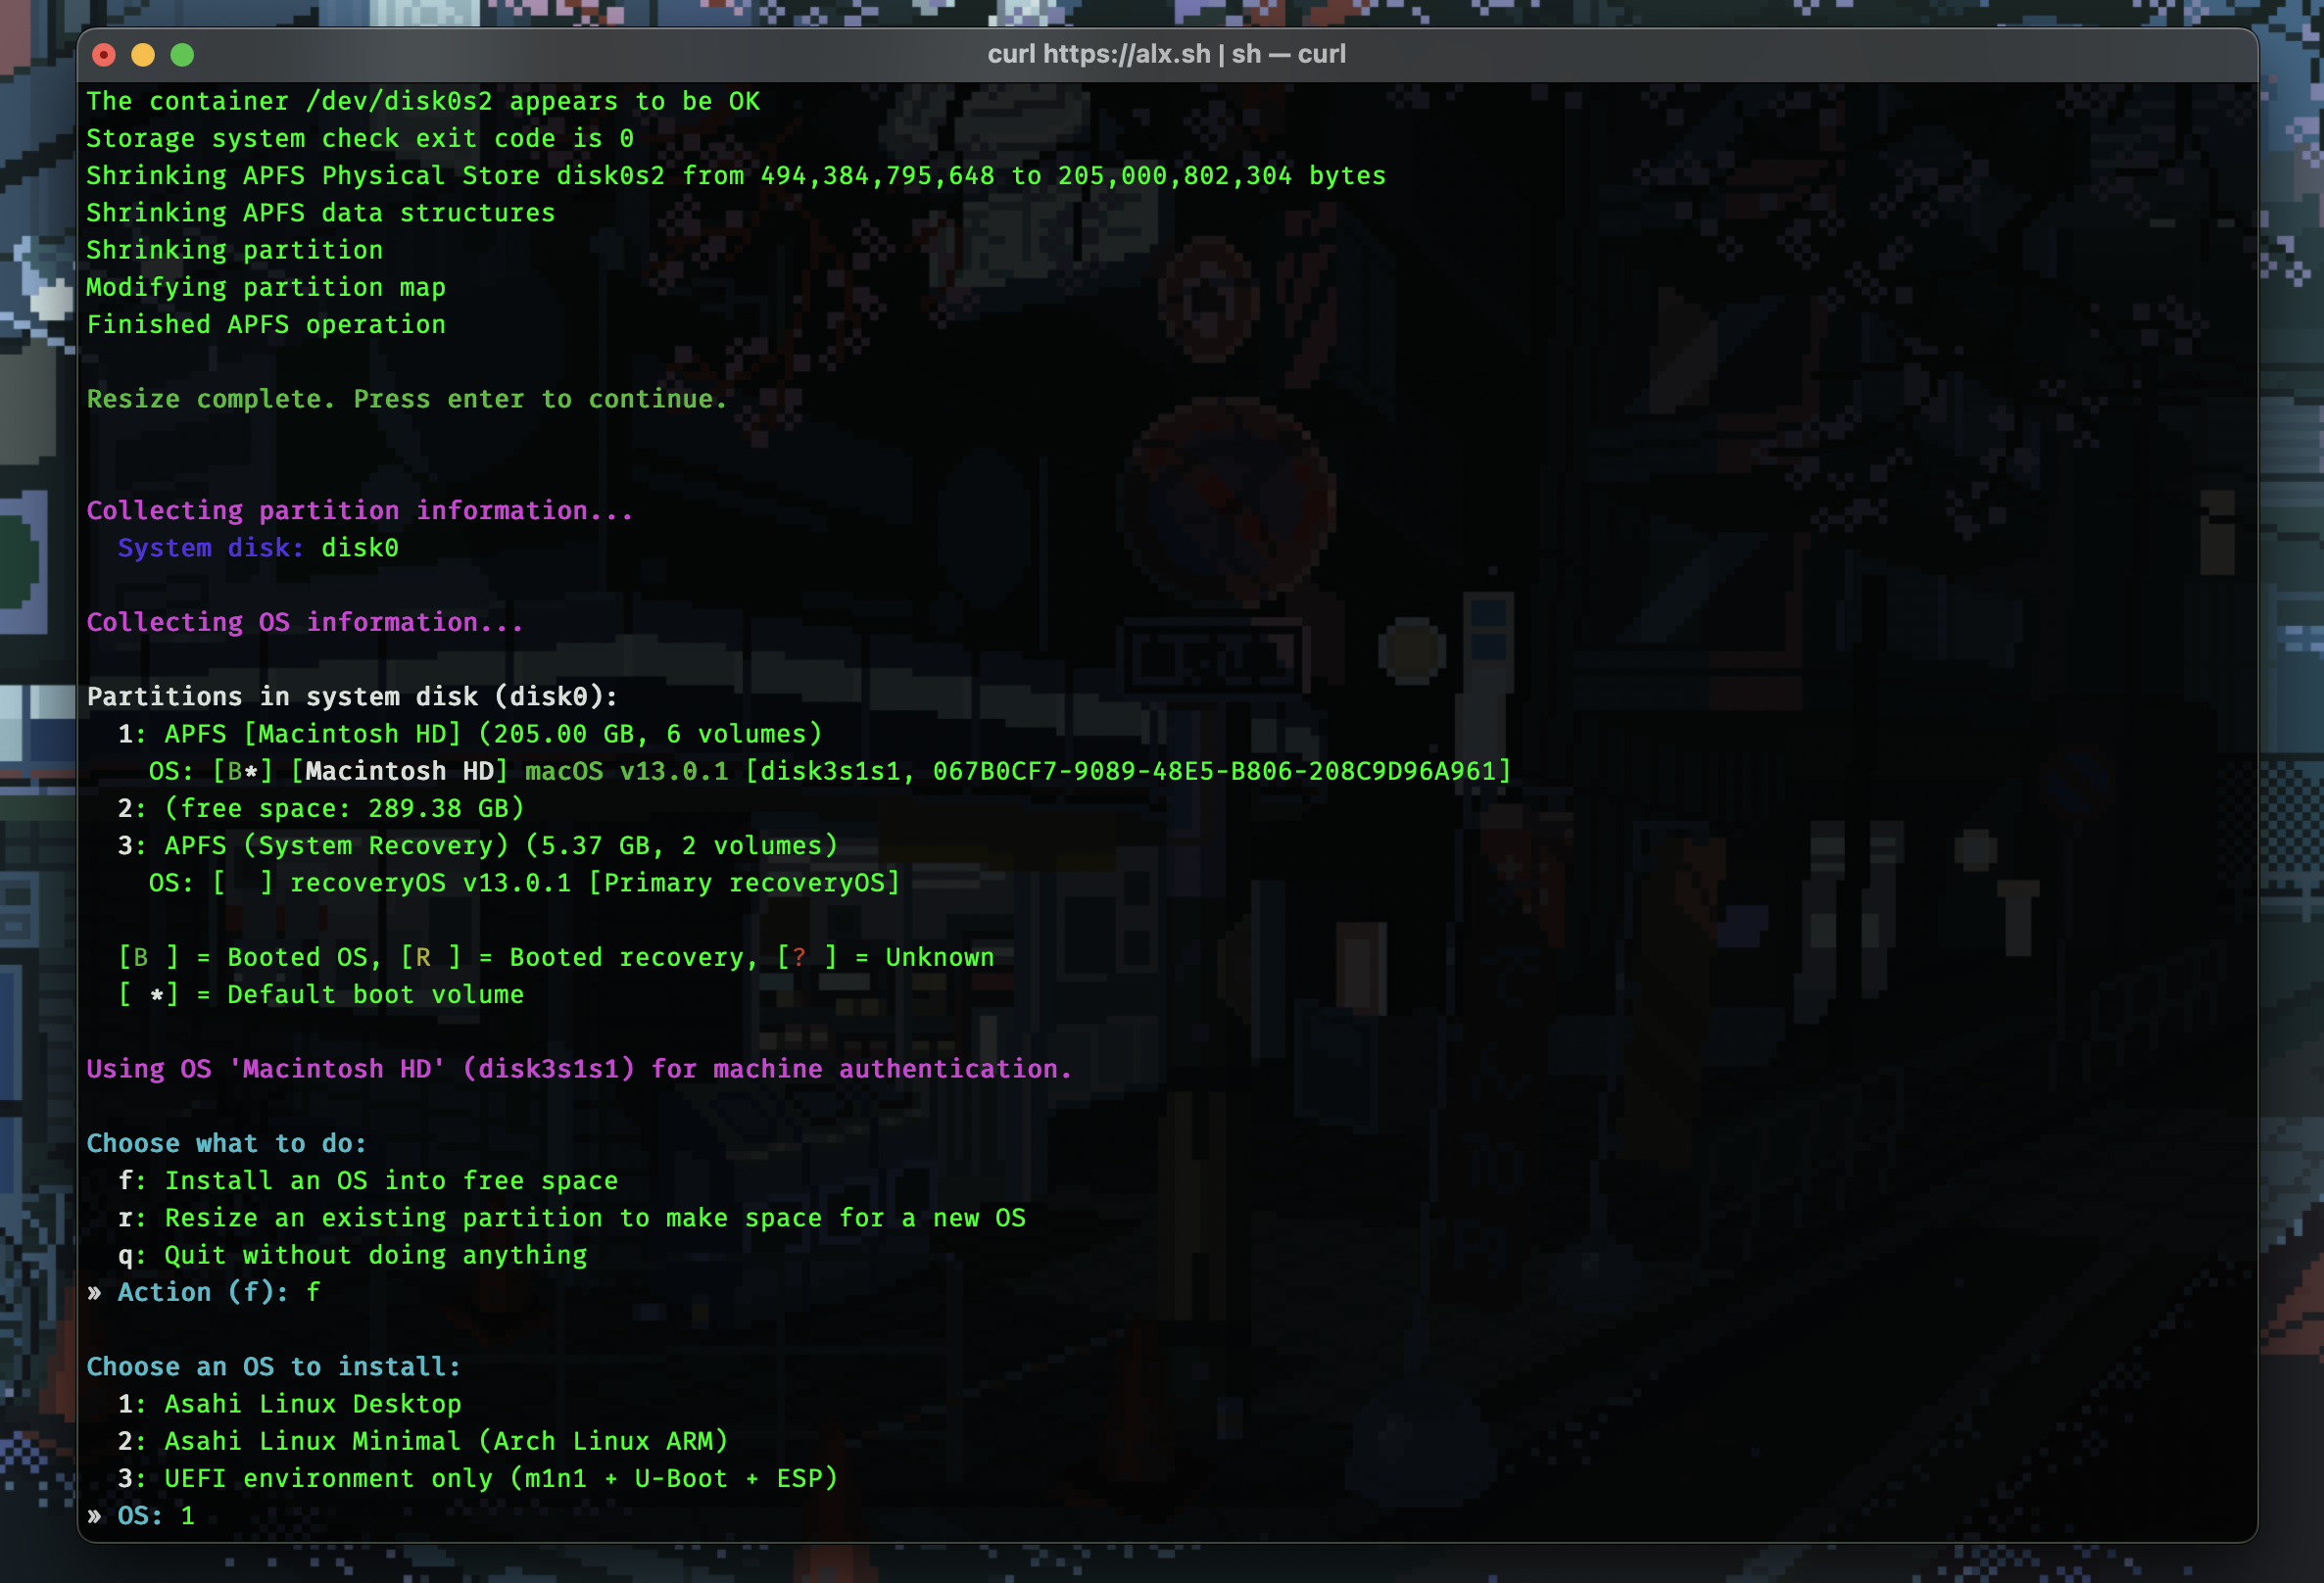 curl https://alx.sh | sh — curl
The container /dev/disk0s2 appears to be OK
Storage system check exit code is 0
Shrinking APFS Physical Store disk0s2 from 494,384,795,648 to 205,000,802,304 bytes
Shrinking APFS data structures
Shrinking partition
Modifying partition map
Finished APFS operation
Resize complete. Press enter to continue.
Collecting partition information...
System disk: disk0
Collecting OS information...
Partitions in system disk (disk0):
1: APFS [Macintosh HD] (205.00 GB, 6 volumes)
OS: [B*] [Macintosh HD] macOS v13.0.1 [disk3s1s1, 067B0CF7-9089-48E5-B806-208C9D96A961]
2: (free space: 289.38 GB)
3: APFS (System Recovery) (5.37 GB, 2 volumes)
OS: [  ] recoveryOS v13.0.1 [Primary recoveryOS]
[B ] = Booted OS, [R ] = Booted recovery, [? ] = Unknown
[ *] = Default boot volume
Using OS 'Macintosh HD' (disk3s1s1) for machine authentication.
Choose what to do:
f: Install an OS into free space
r: Resize an existing partition to make space for a new OS
q: Quit without doing anything
» Action (f): f
Choose an OS to install:
1: Asahi Linux Desktop
2: Asahi Linux Minimal (Arch Linux ARM)
3: UEFI environment only (m1n1 + U-Boot + ESP)
» OS: 1